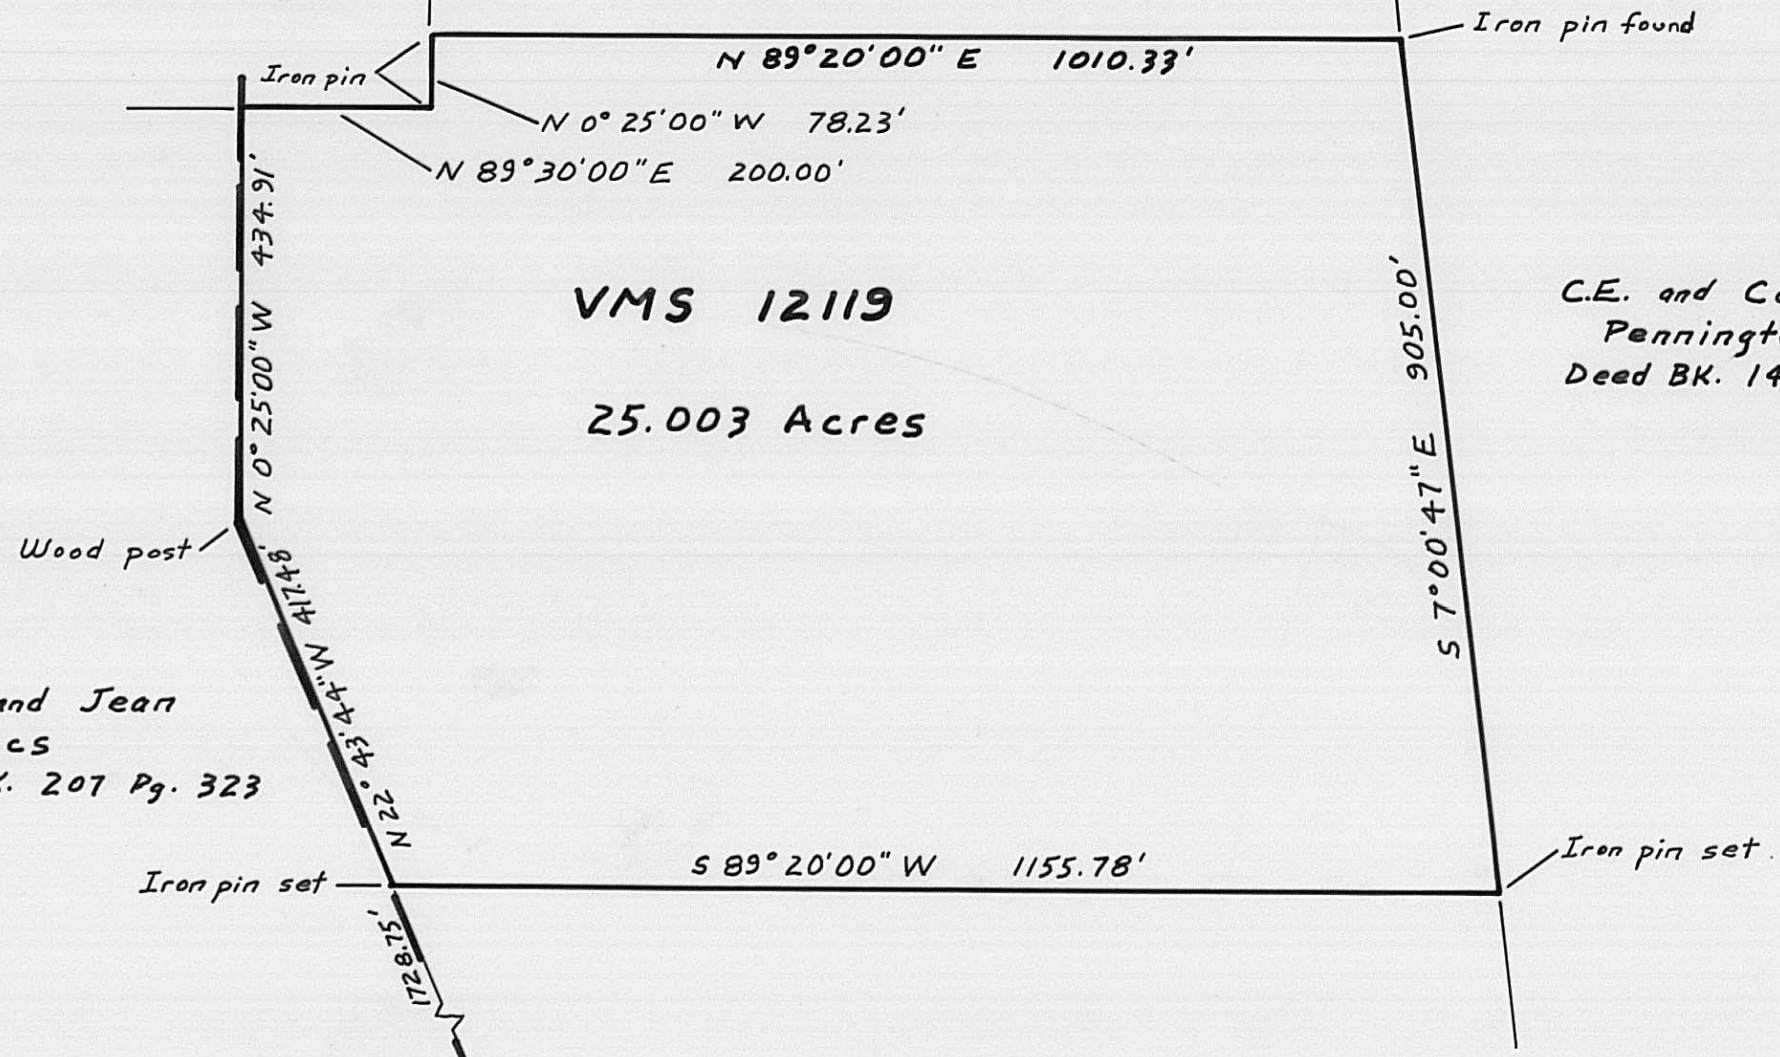 Iron pin found
N 89°20'00" E 1010.33'
Iron pin
N 0° 25'00" W 78.23'
N 89°30'00" E 200.00'
N 0° 25'00" W 434.91'
VMS 12119
25.003 Acres
S 7°00'47" E 905.00'
C.E. and
Deed BK. 14
Wood post
N 22° 43'44" W 417.48'
and Jean
207 Pg. 323
S 89° 20'00" W 1155.78'
Iron pin set
Iron pin set
1728.75'